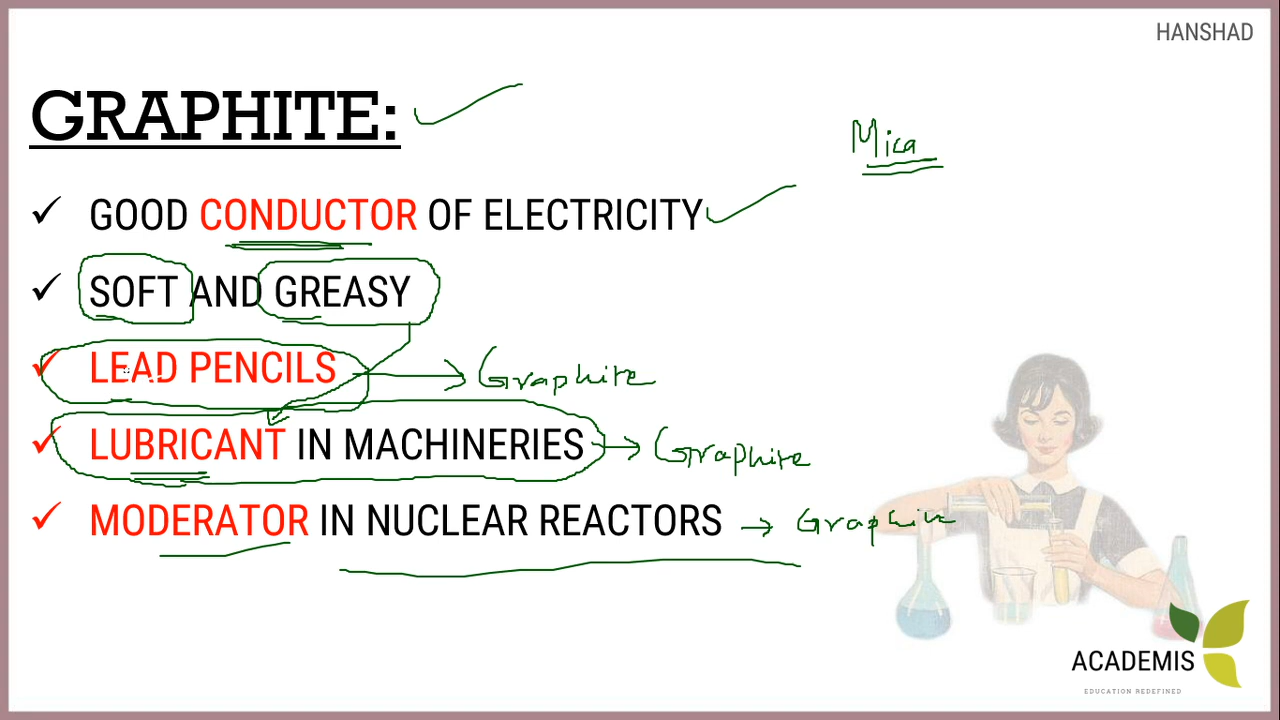 HANSHAD
GRAPHITE:
Mica
GOOD CONDUCTOR OF ELECTRICITY
SOFT AND GREASY
LEAD PENCILS
Graphite
LUBRICANT IN MACHINERIES
Graphite
MODERATOR IN NUCLEAR REACTORS
Graphite
ACADEMIS
EDUCATION REDEFINED